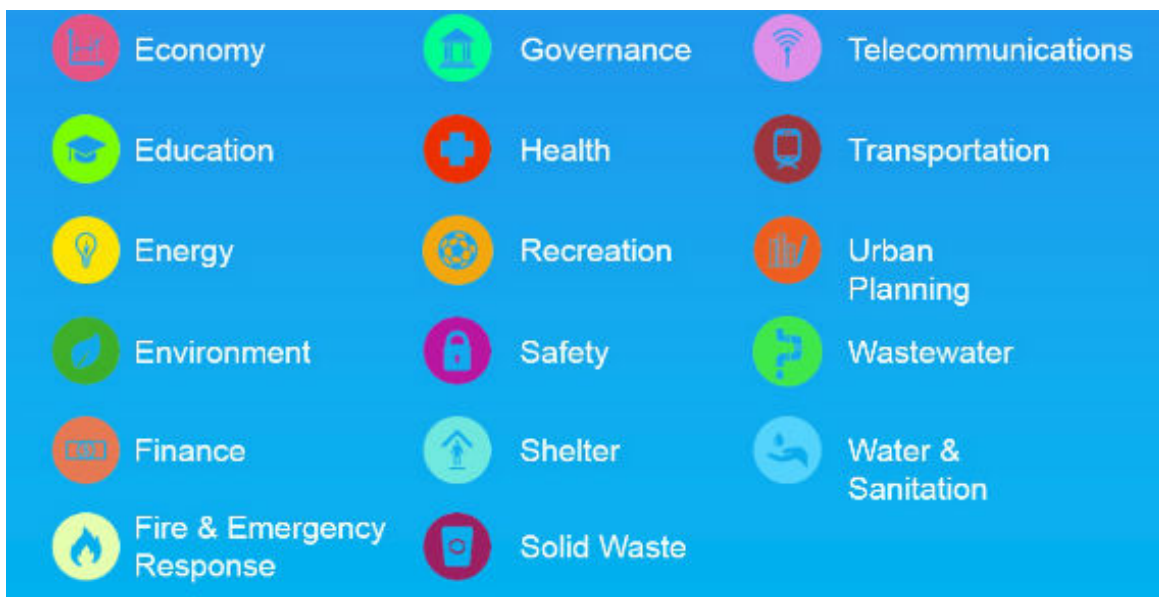 Economy
Education
Energy
Environment
Finance
Fire & Emergency
Response
Governance
Health
Recreation
Safety
Shelter
Solid Waste
Telecommunications
Transportation
Urban
Planning
Wastewater
Water &
Sanitation